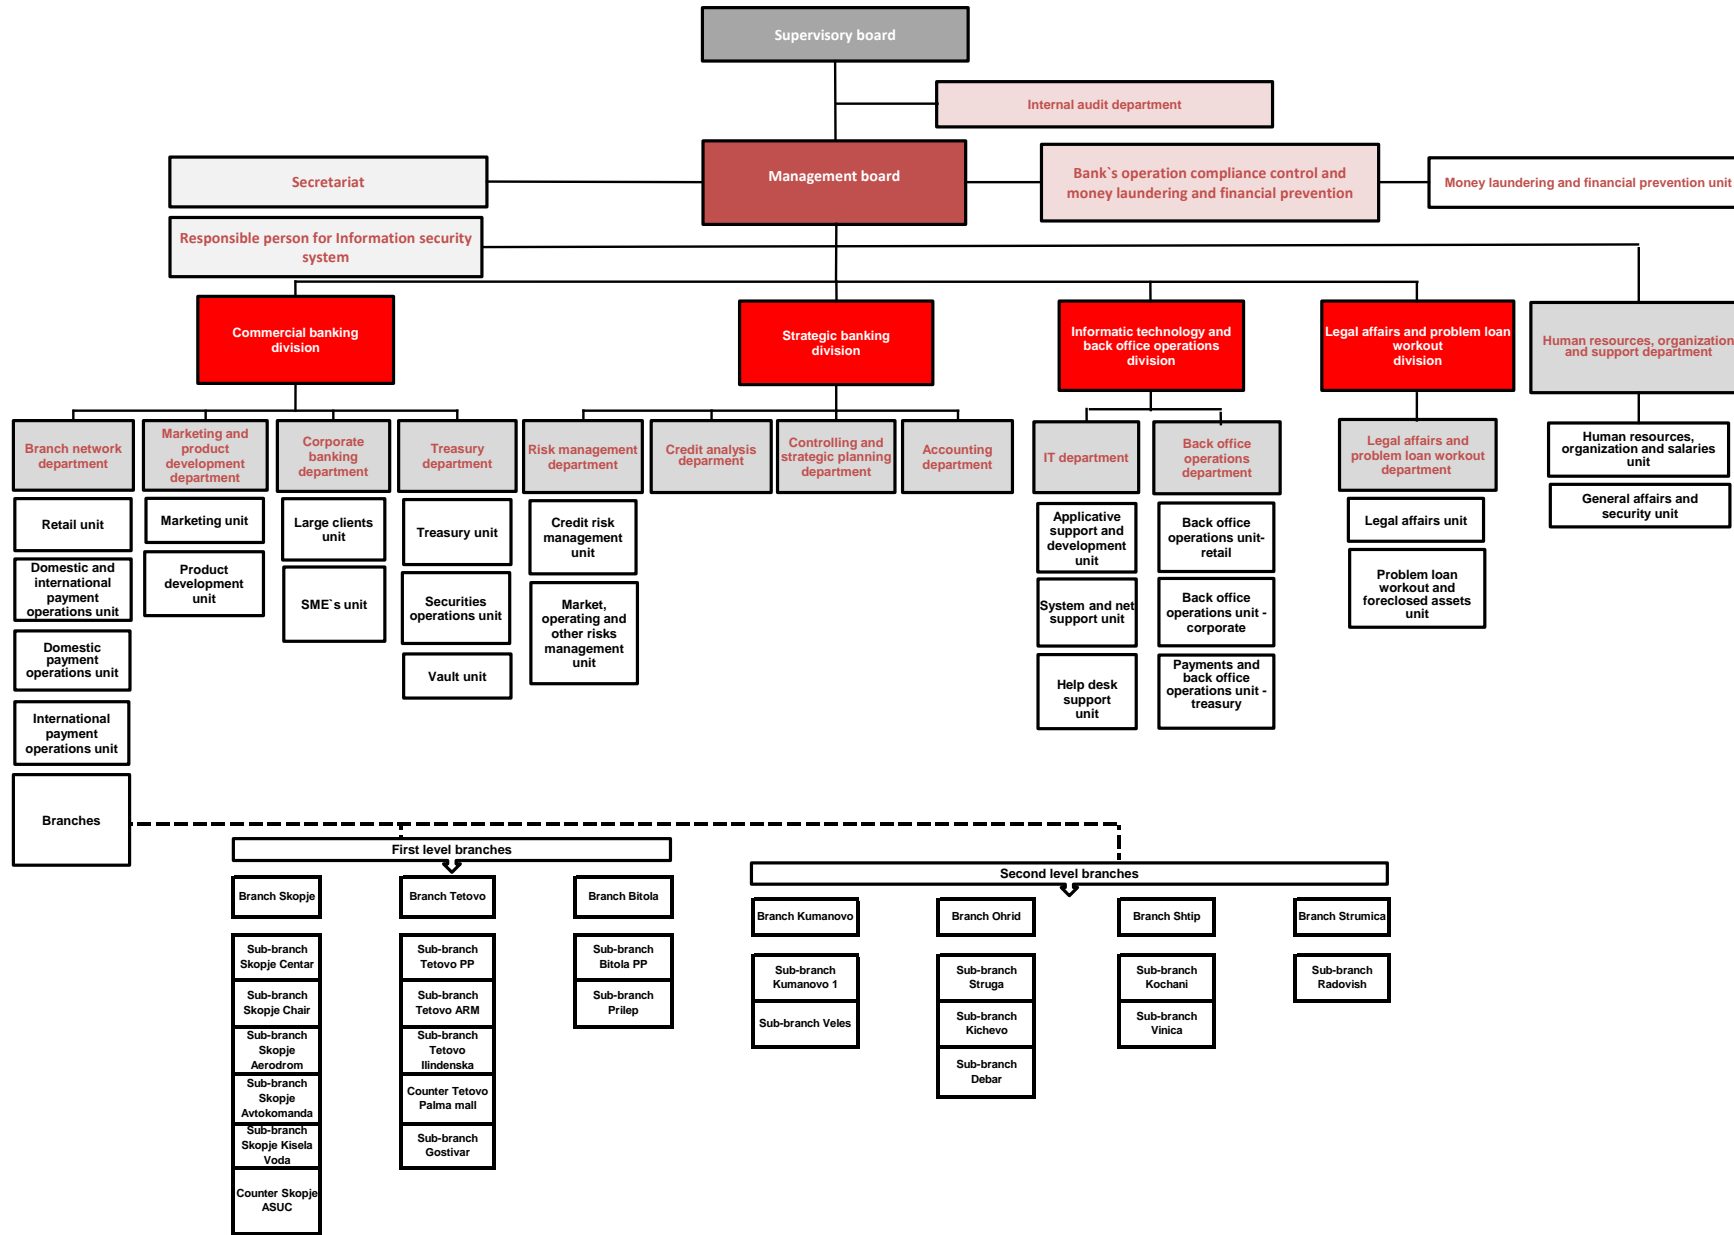 Supervisory board
Internal audit department
Management board
Secretariat
Bank`s operation compliance control and
money laundering and financial prevention
Money laundering and financial prevention unit
Responsible person for Information security
system
Commercial banking
division
Strategic banking
division
Informatic technology and
back office operations
division
Legal affairs and problem loan
workout
division
Human resources, organization
and support department
Branch network
department
Marketing and
product
development
department
Corporate
banking
department
Treasury
department
Risk management
department
Credit analysis
deparment
Controlling and
strategic planning
department
Accounting
department
IT department
Back office
operations
department
Legal affairs and
problem loan workout
department
Human resources,
organization and salaries
unit
General affairs and
security unit
Retail unit
Domestic and
international
payment
operations unit
Domestic
payment
operations unit
International
payment
operations unit
Branches
Marketing unit
Product
development
unit
Large clients
unit
SME`s unit
Treasury unit
Securities
operations unit
Vault unit
Credit risk
management
unit
Market,
operating and
other risks
management
unit
Applicative
support and
development
unit
System and net
support unit
Help desk
support
unit
Back office
operations unit-
retail
Back office
operations unit -
corporate
Payments and
back office
operations unit -
treasury
Legal affairs unit
Problem loan
workout and
foreclosed assets
unit
First level branches
Branch Skopje
Sub-branch
Skopje Centar
Sub-branch
Skopje Chair
Sub-branch
Skopje
Aerodrom
Sub-branch
Skopje
Avtokomanda
Sub-branch
Skopje Kisela
Voda
Counter Skopje
ASUC
Branch Tetovo
Sub-branch
Tetovo PP
Sub-branch
Tetovo ARM
Sub-branch
Tetovo
Ilindenska
Counter Tetovo
Palma mall
Sub-branch
Gostivar
Branch Bitola
Sub-branch
Bitola PP
Sub-branch
Prilep
Second level branches
Branch Kumanovo
Sub-branch
Kumanovo 1
Sub-branch Veles
Branch Ohrid
Sub-branch
Struga
Sub-branch
Kichevo
Sub-branch
Debar
Branch Shtip
Sub-branch
Kochani
Sub-branch
Vinica
Branch Strumica
Sub-branch
Radovish